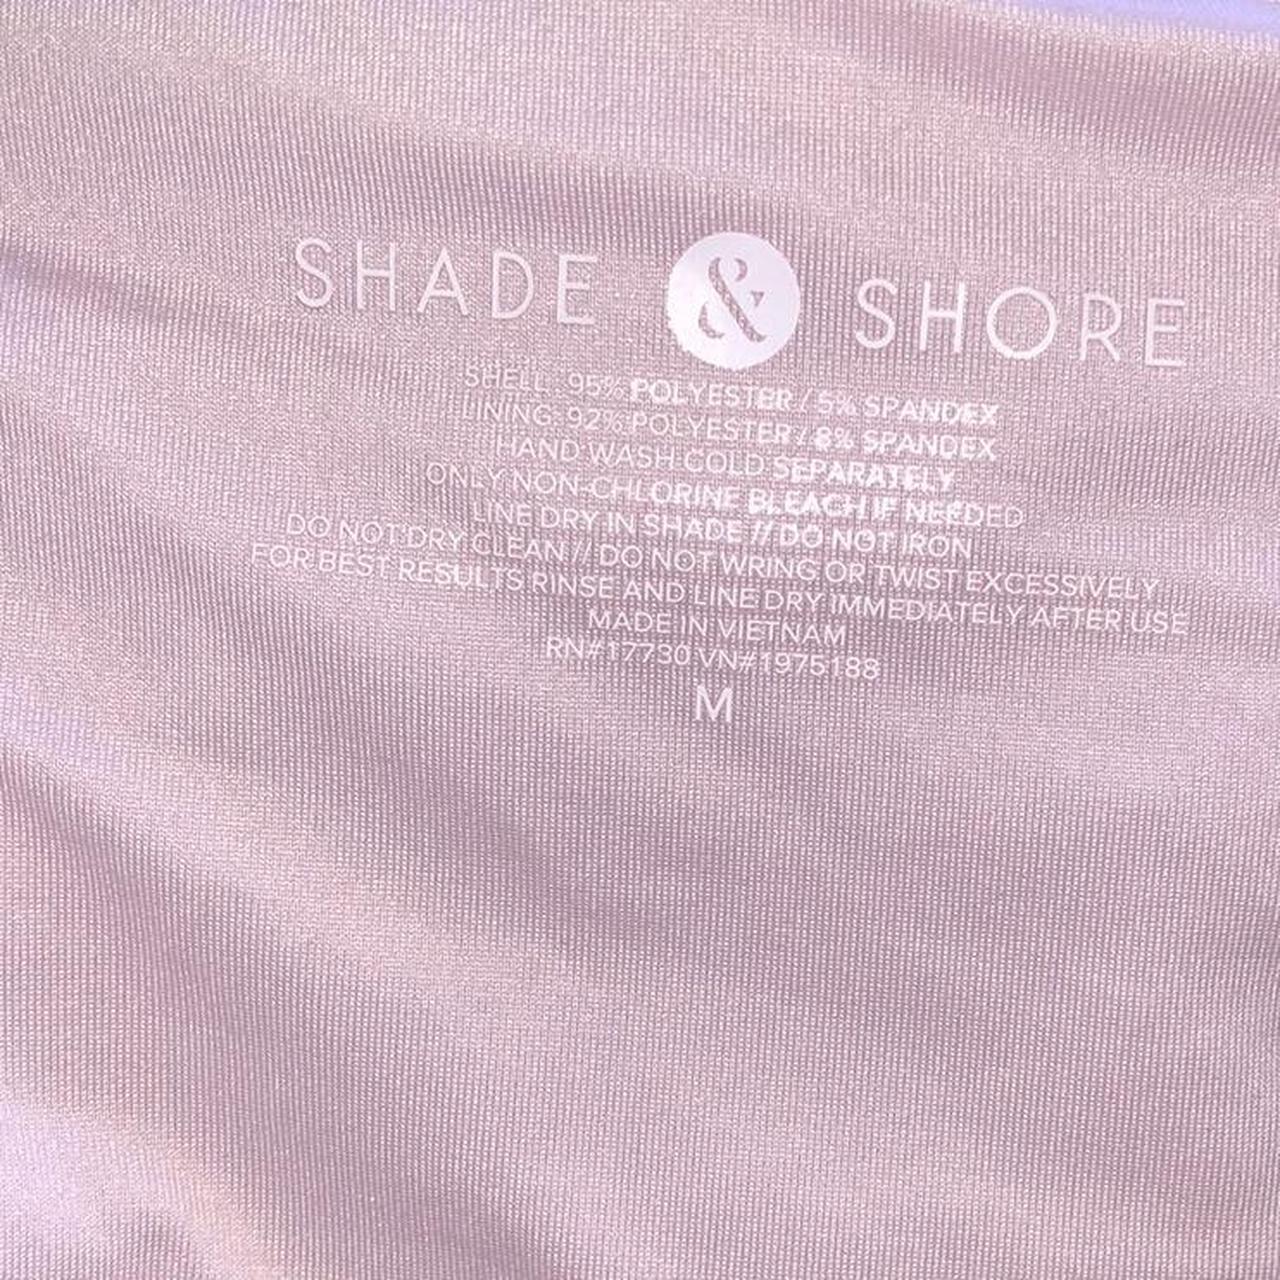 SHADE & SHORE
SHELL: 95% POLYESTER / 5% SPANDEX
LINING: 92% POLYESTER / 8% SPANDEX
HAND WASH COLD SEPARATELY
ONLY NON-CHLORINE BLEACH IF NEEDED
LINE DRY IN SHADE // DO NOT IRON
DO NOT DRY CLEAN // DO NOT WRING OR TWIST EXCESSIVELY
FOR BEST RESULTS RINSE AND LINE DRY IMMEDIATELY AFTER USE
MADE IN VIETNAM
RN#17730 VN#1975188
M